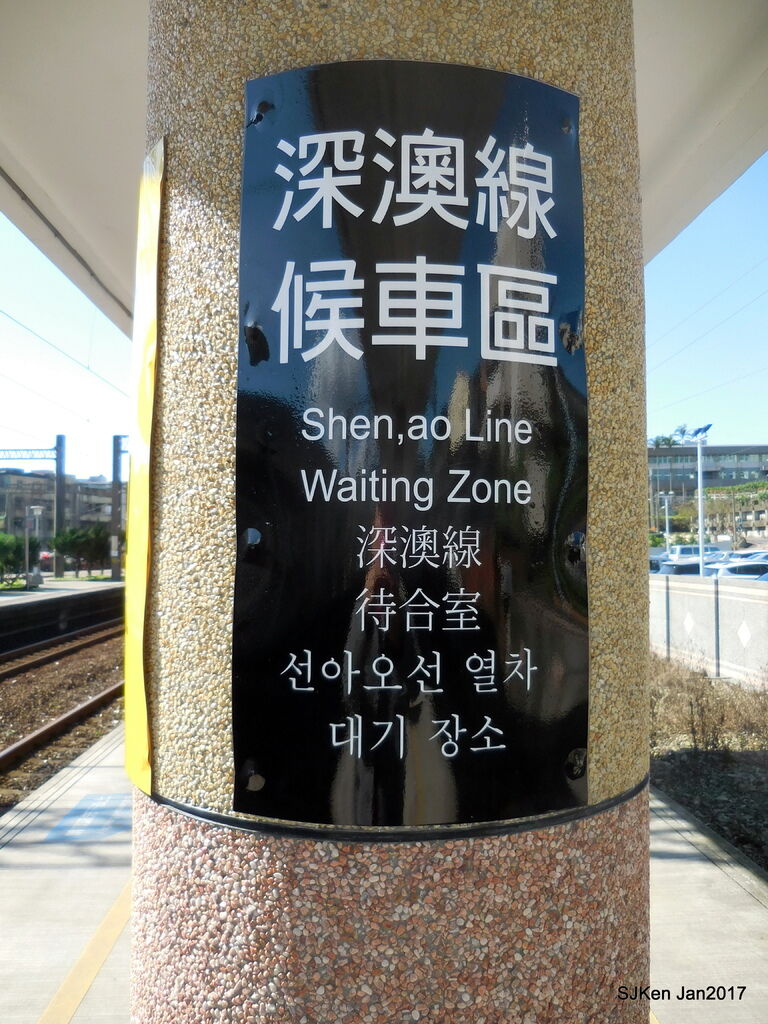 深澳線
候車區
Shen,ao Line
Waiting Zone
深澳線
待合室
선아오선 열차
대기 장소
SJKen Jan2017